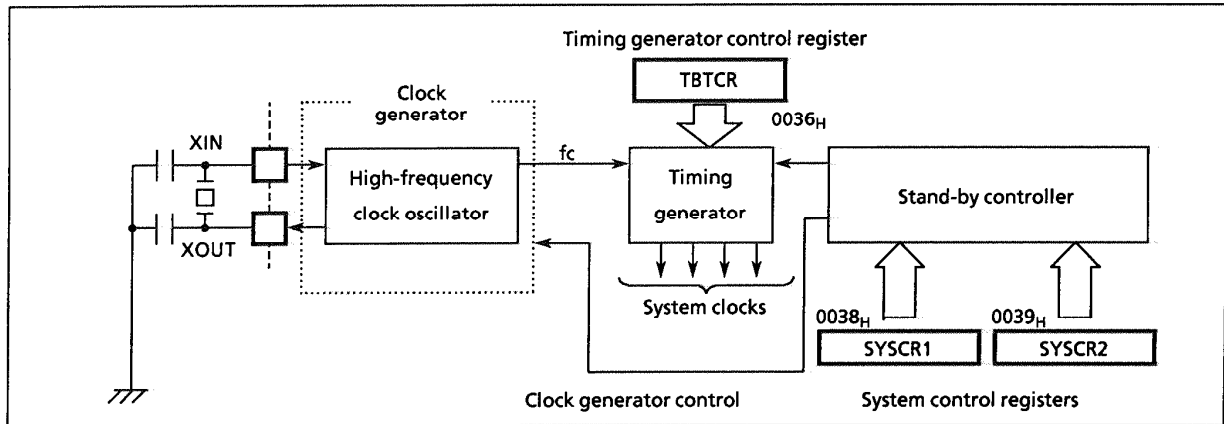 Timing generator control register
TBTCR
0036H
Clock
generator
XIN
High-frequency
clock oscillator
XOUT
fc
Timing
generator
Stand-by controller
System clocks
0038H
SYSCR1
0039H
SYSCR2
Clock generator control
System control registers